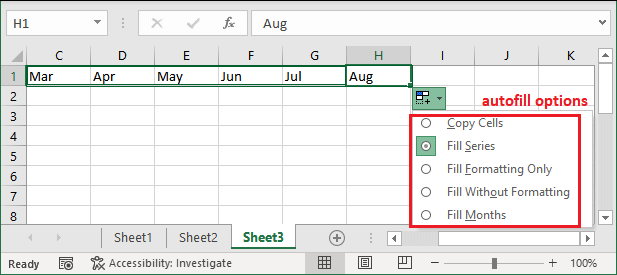 H1 Aug
C D E F G H I J K
1 Mar Apr May Jun Jul Aug
2
autofill options
3 Copy Cells
4 Fill Series
5 Fill Formatting Only
6
7 Fill Without Formatting
8 Fill Months
Sheet1 Sheet2 Sheet3
Ready Accessibility: Investigate 100%